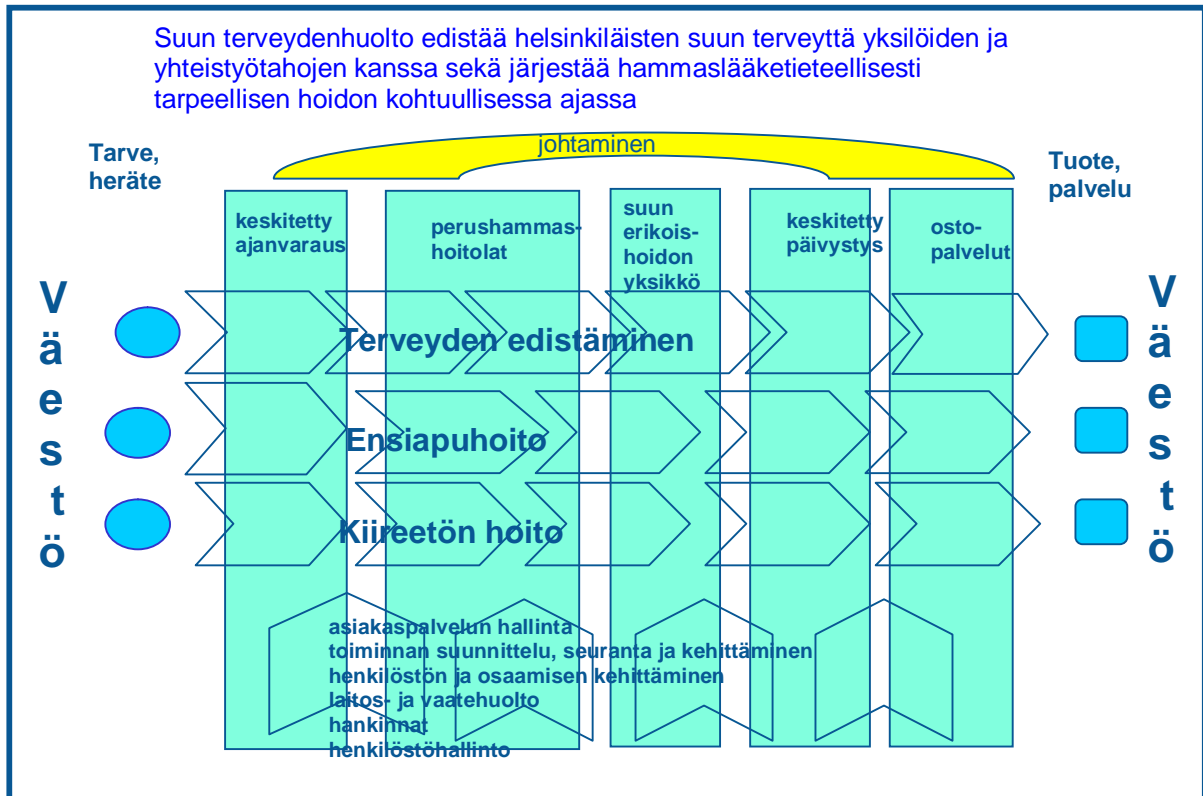 Suun terveydenhuolto edistää helsinkiläisten suun terveyttä yksilöiden ja
yhteistyötahojen kanssa sekä järjestää hammaslääketieteellisesti
tarpeellisen hoidon kohtuullisessa ajassa
johtaminen
Tarve,
heräte
Tuote,
palvelu
keskitetty
ajanvaraus
perushammas-
hoitolat
suun
erikois-
hoidon
yksikkö
keskitetty
päivystys
osto-
palvelut
Väestö
Terveyden edistäminen
Ensiapuhoito
Kiireetön hoito
Väestö
asiakaspalvelun hallinta
toiminnan suunnittelu, seuranta ja kehittäminen
henkilöstön ja osaamisen kehittäminen
laitos- ja vaatehuolto
hankinnat
henkilöstöhallinto